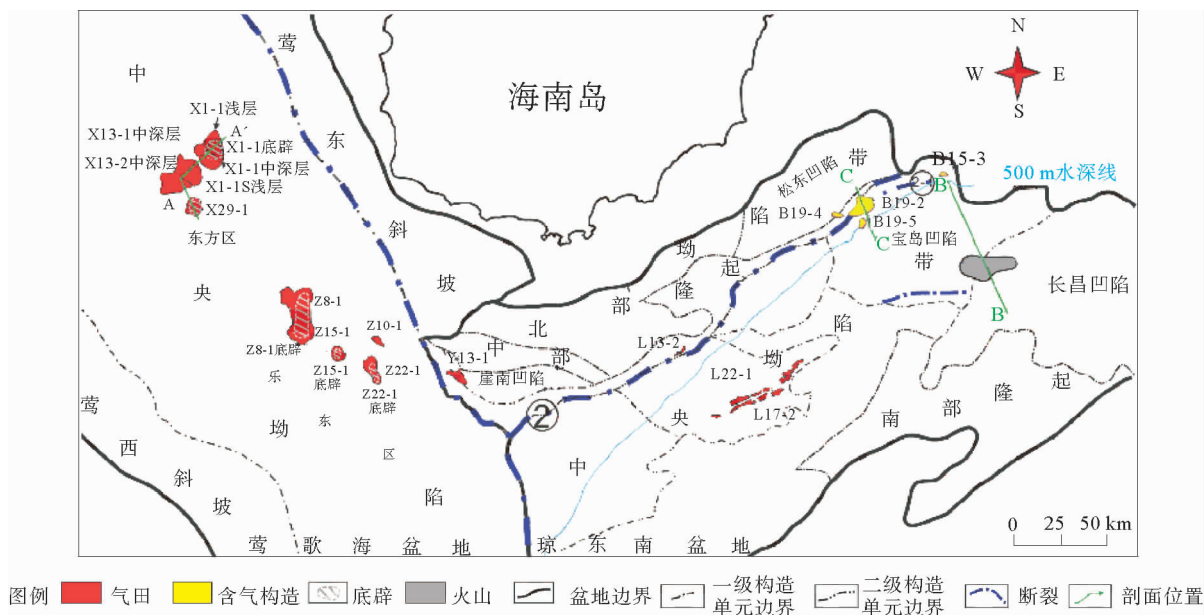 N
W E
S
海南岛
中
央
坳
陷
莺
东
斜
坡
莺
西
斜
坡
X1-1浅层
X13-1中深层
A´
X1-1底辟
X13-2中深层
X1-1中深层
X1-1S浅层
A
X29-1
东方区
Z8-1
Z15-1
Z8-1底辟
Z10-1
Z15-1
底辟
Z22-1
Z22-1
底辟
乐
东
区
Y13-1
崖南凹陷
北
部
坳
陷
带
松东凹陷
中
部
隆
起
带
L13-2
L22-1
L17-2
C
B19-4
B19-2
B19-5
C
宝岛凹陷
2
B15-3
B
500 m水深线
长昌凹陷
B
中
央
坳
陷
南
部
隆
起
2
莺歌海盆地
琼东南盆地
0 25 50 km
图例
气田
含气构造
底辟
火山
盆地边界
一级构造
单元边界
二级构造
单元边界
断裂
剖面位置